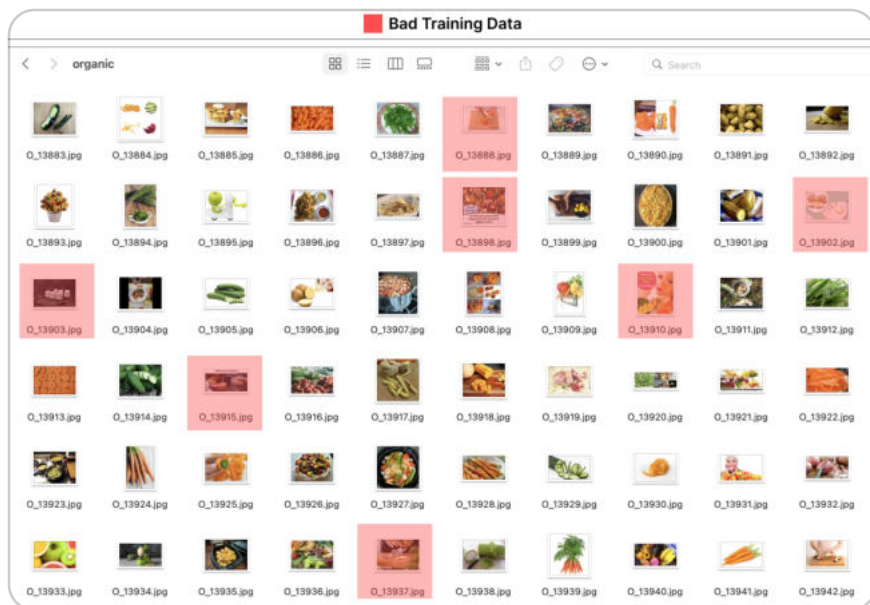 Bad Training Data
organic
Search
O_13883.jpg O_13884.jpg O_13885.jpg O_13886.jpg O_13887.jpg O_13888.jpg O_13889.jpg O_13890.jpg O_13891.jpg O_13892.jpg
O_13893.jpg O_13894.jpg O_13895.jpg O_13896.jpg O_13897.jpg O_13898.jpg O_13899.jpg O_13900.jpg O_13901.jpg O_13902.jpg
O_13903.jpg O_13904.jpg O_13905.jpg O_13906.jpg O_13907.jpg O_13908.jpg O_13909.jpg O_13910.jpg O_13911.jpg O_13912.jpg
O_13913.jpg O_13914.jpg O_13915.jpg O_13916.jpg O_13917.jpg O_13918.jpg O_13919.jpg O_13920.jpg O_13921.jpg O_13922.jpg
O_13923.jpg O_13924.jpg O_13925.jpg O_13926.jpg O_13927.jpg O_13928.jpg O_13929.jpg O_13930.jpg O_13931.jpg O_13932.jpg
O_13933.jpg O_13934.jpg O_13935.jpg O_13936.jpg O_13937.jpg O_13938.jpg O_13939.jpg O_13940.jpg O_13941.jpg O_13942.jpg